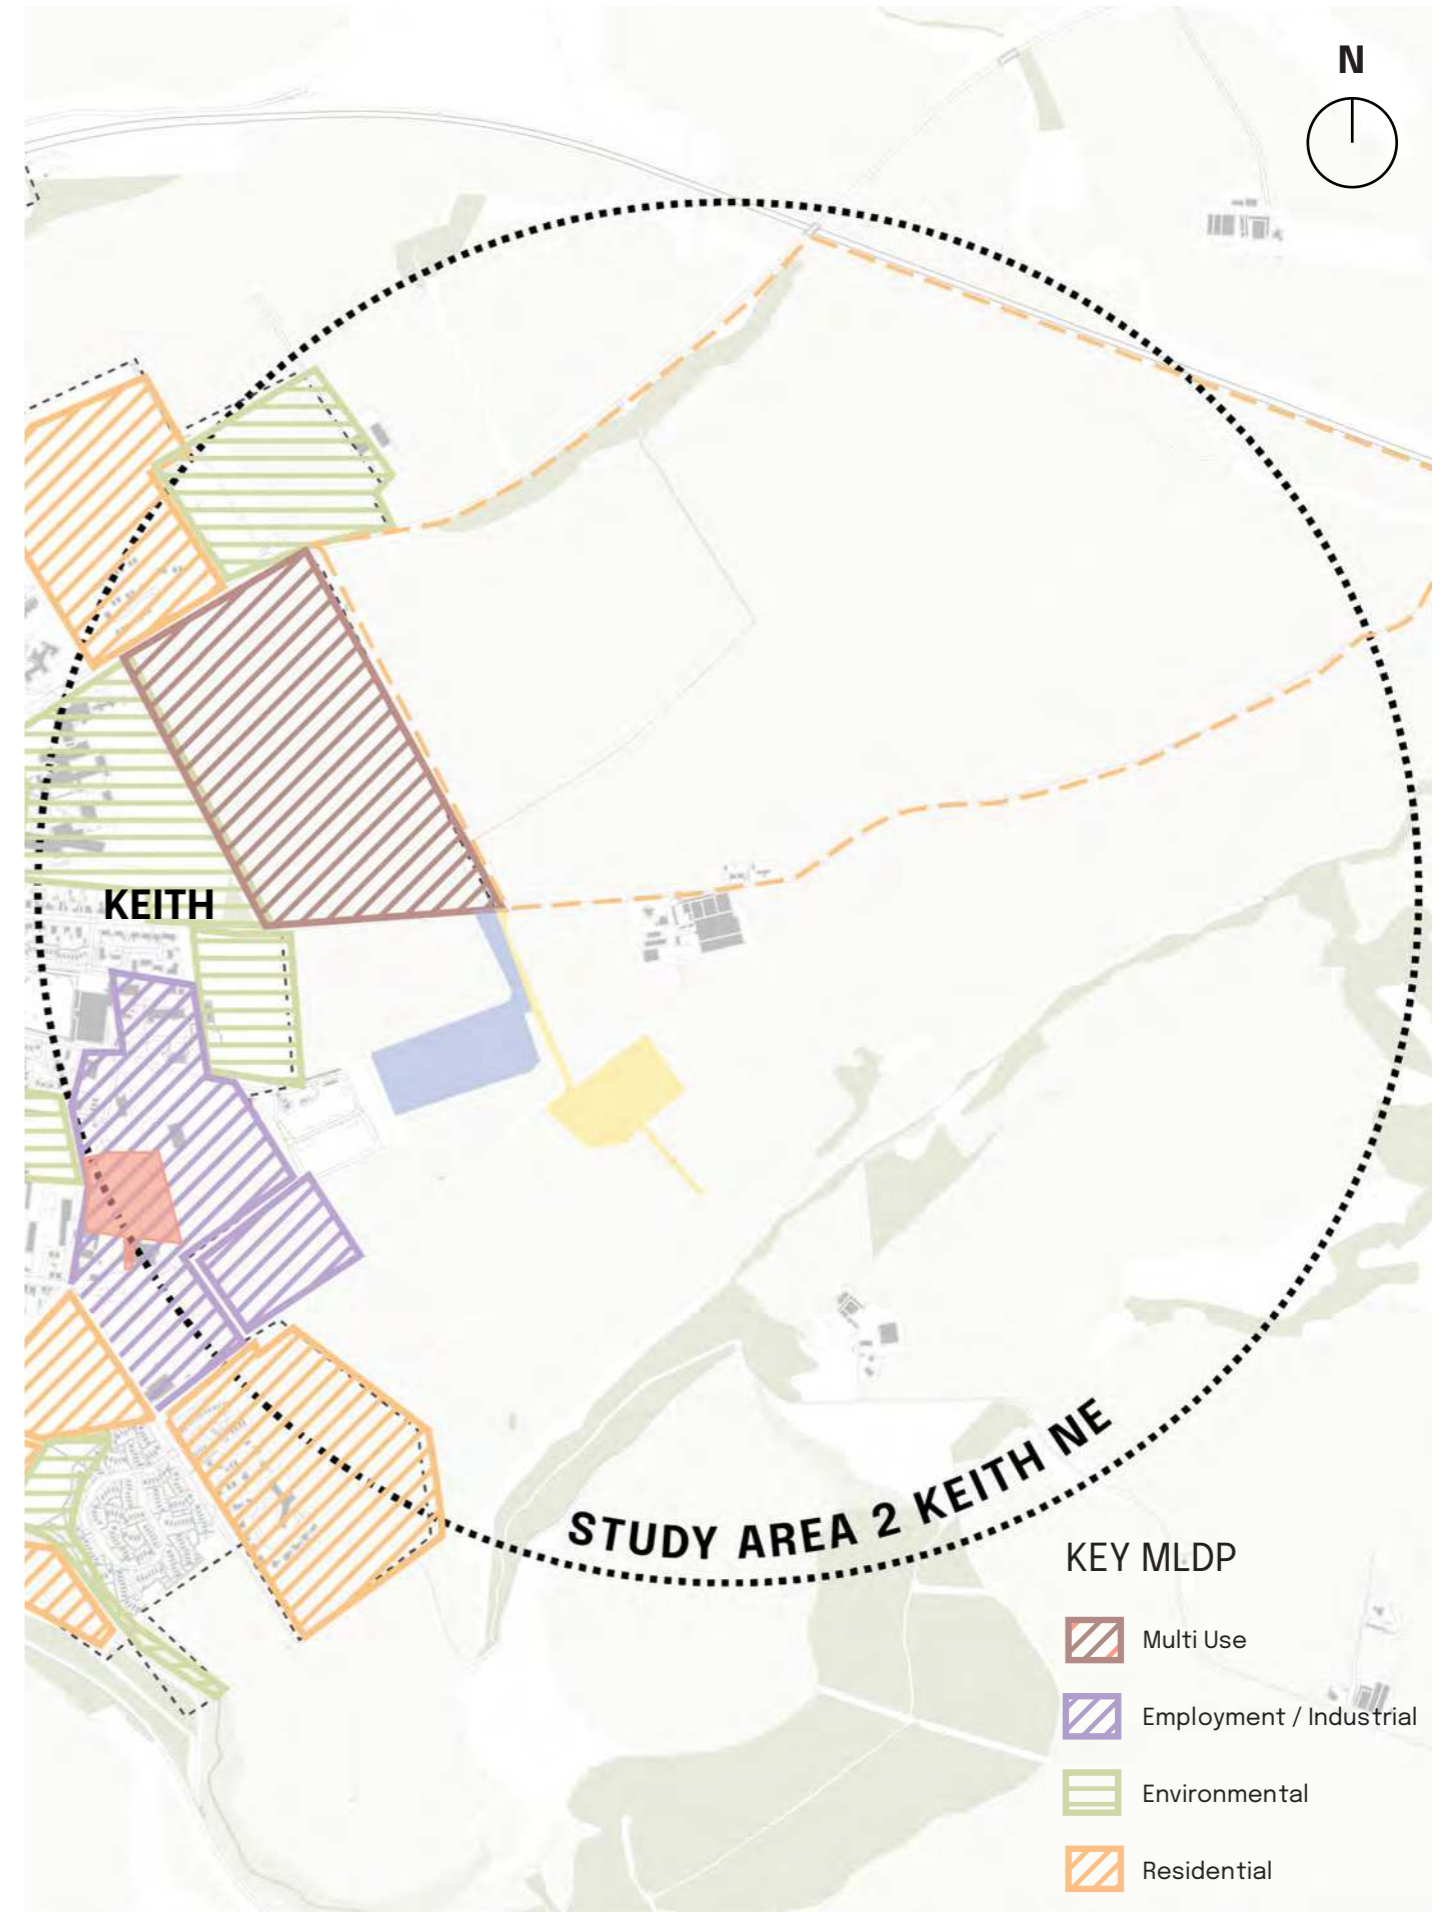 N
KEITH
STUDY AREA 2 KEITH NE
KEY MLDP
Multi Use
Employment / Industrial
Environmental
Residential